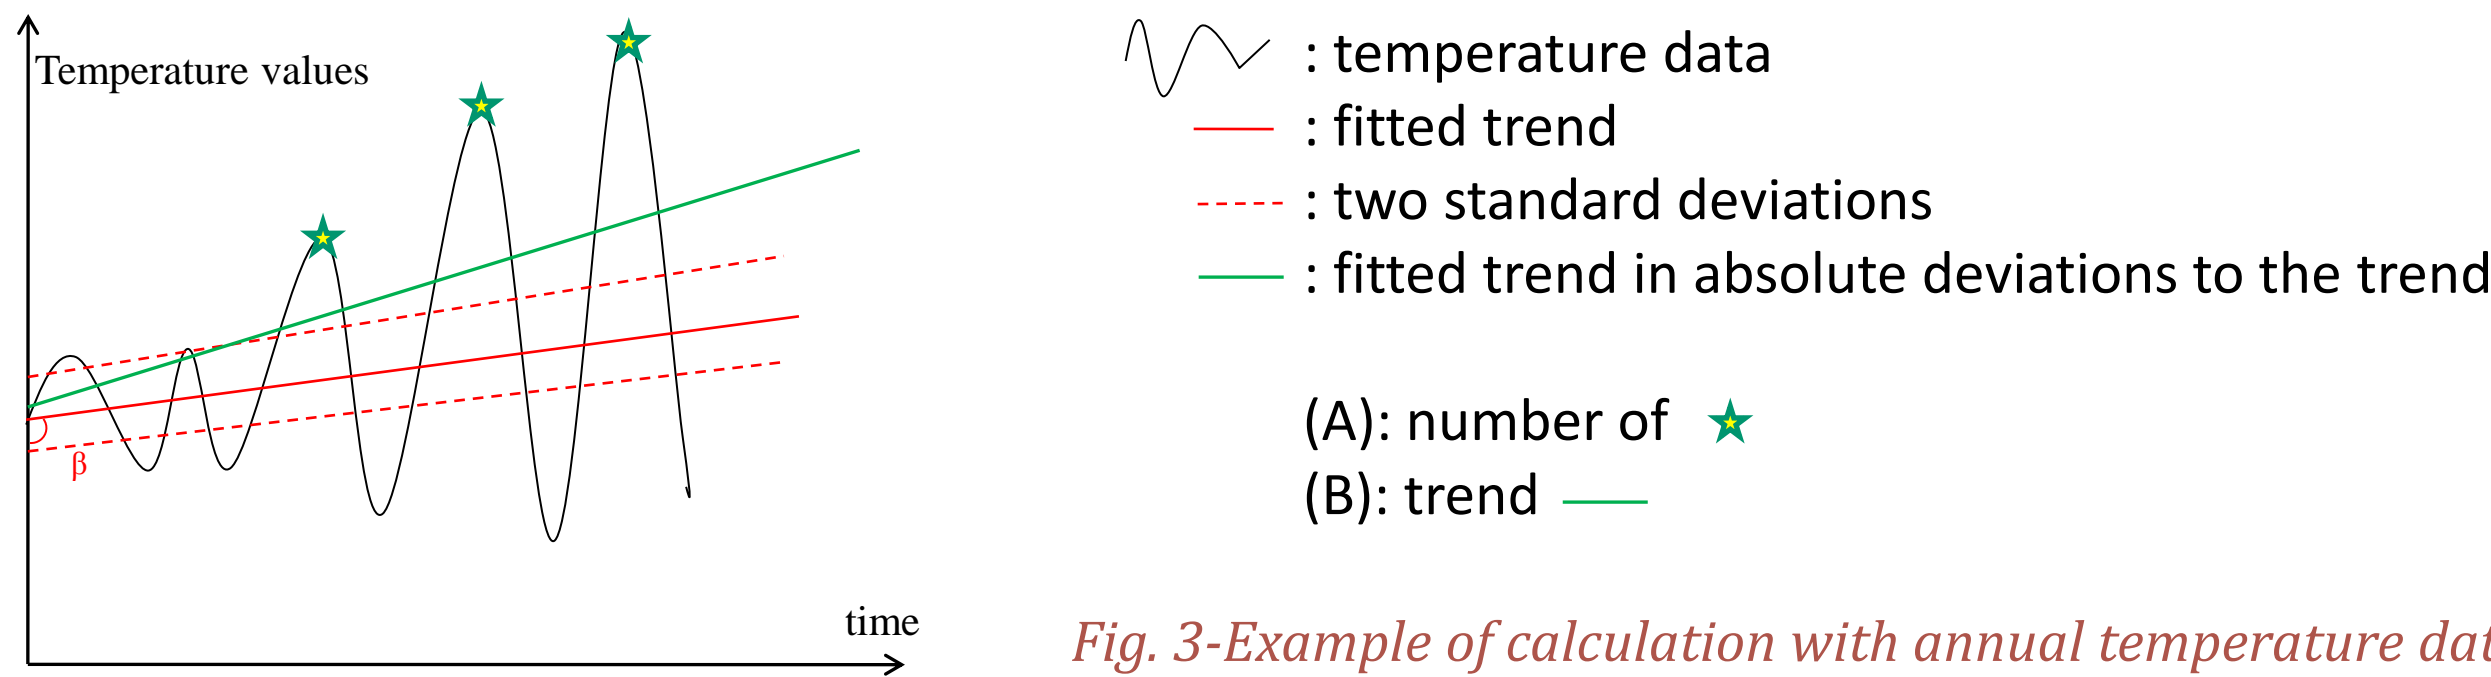 Temperature values
β
time
: temperature data
: fitted trend
: two standard deviations
: fitted trend in absolute deviations to the trend
(A): number of
(B): trend
Fig. 3-Example of calculation with annual temperature dat